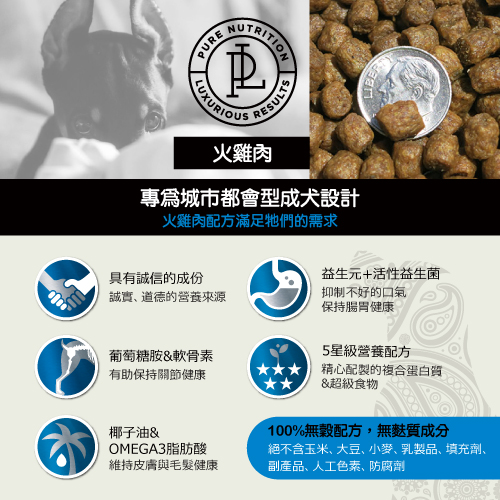 PURE NUTRITION
PL
LUXURIOUS RESULTS
LIBERTY
火雞肉
專爲城市都會型成犬設計
火雞肉配方滿足牠們的需求
具有誠信的成份
誠實、道德的營養來源
益生元+活性益生菌
抑制不好的口氣
保持腸胃健康
葡萄糖胺&軟骨素
有助保持關節健康
5星級營養配方
精心配製的複合蛋白質
&超級食物
椰子油&
OMEGA3脂肪酸
維持皮膚與毛髮健康
100%無穀配方，無麩質成分
絕不含玉米、大豆、小麥、乳製品、填充劑、
副產品、人工色素、防腐劑